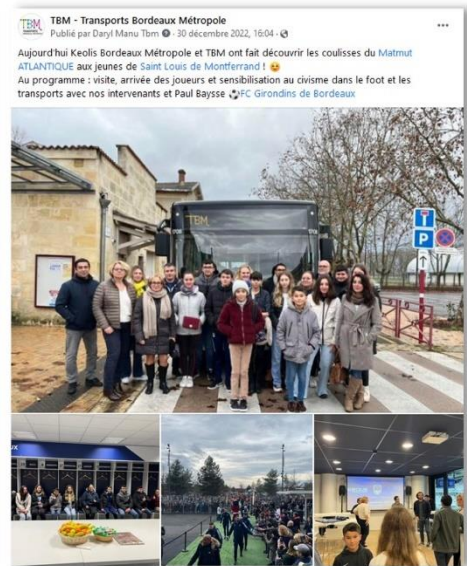 TBM - Transports Bordeaux Métropole
Publié par Daryl Manu Tbm · 30 décembre 2022, 16:04 ·
Aujourd'hui Keolis Bordeaux Métropole et TBM ont fait découvrir les coulisses du Matmut
ATLANTIQUE aux jeunes de Saint Louis de Montferrand ! 😊
Au programme : visite, arrivée des joueurs et sensibilisation au civisme dans le foot et les
transports avec nos intervenants et Paul Baysse ⚽FC Girondins de Bordeaux
TBM
P